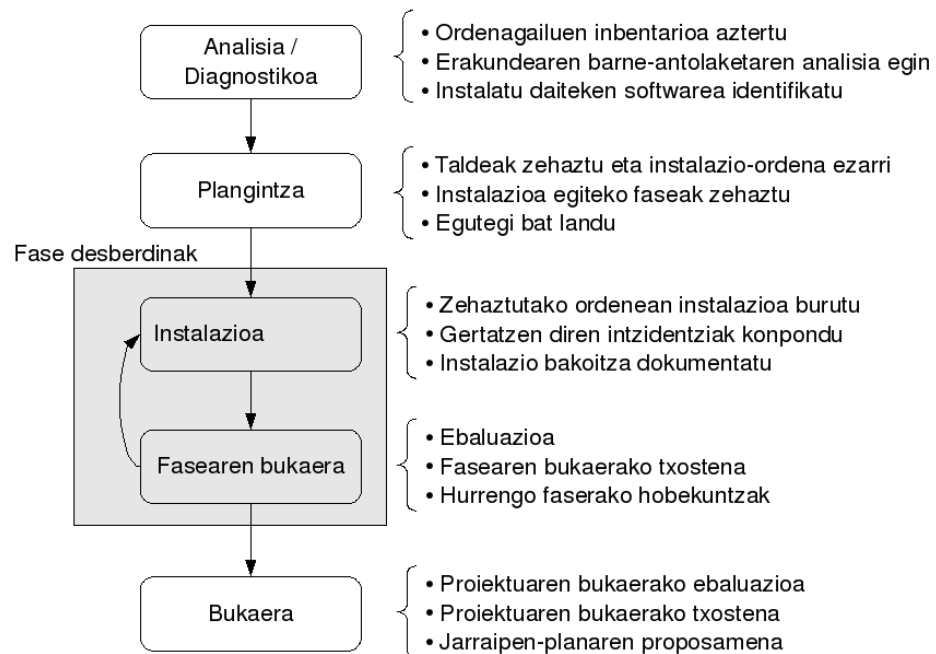 Analisia /
Diagnostikoa
• Ordenagailuen inbentarioa aztertu
• Erakundearen barne-antolaketaren analisia egin
• Instalatu daiteken softwarea identifikatu
Plangintza
• Taldeak zehaztu eta instalazio-ordena ezarri
• Instalazioa egiteko faseak zehaztu
• Egutegi bat landu
Fase desberdinak
Instalazioa
• Zehaztutako ordenean instalazioa burutu
• Gertatzen diren intzidentziak konpondu
• Instalazio bakoitza dokumentatu
Fasearen bukaera
• Ebaluazioa
• Fasearen bukaerako txostena
• Hurrengo faserako hobekuntzak
Bukaera
• Proiektuaren bukaerako ebaluazioa
• Proiektuaren bukaerako txostena
• Jarraipen-planaren proposamena